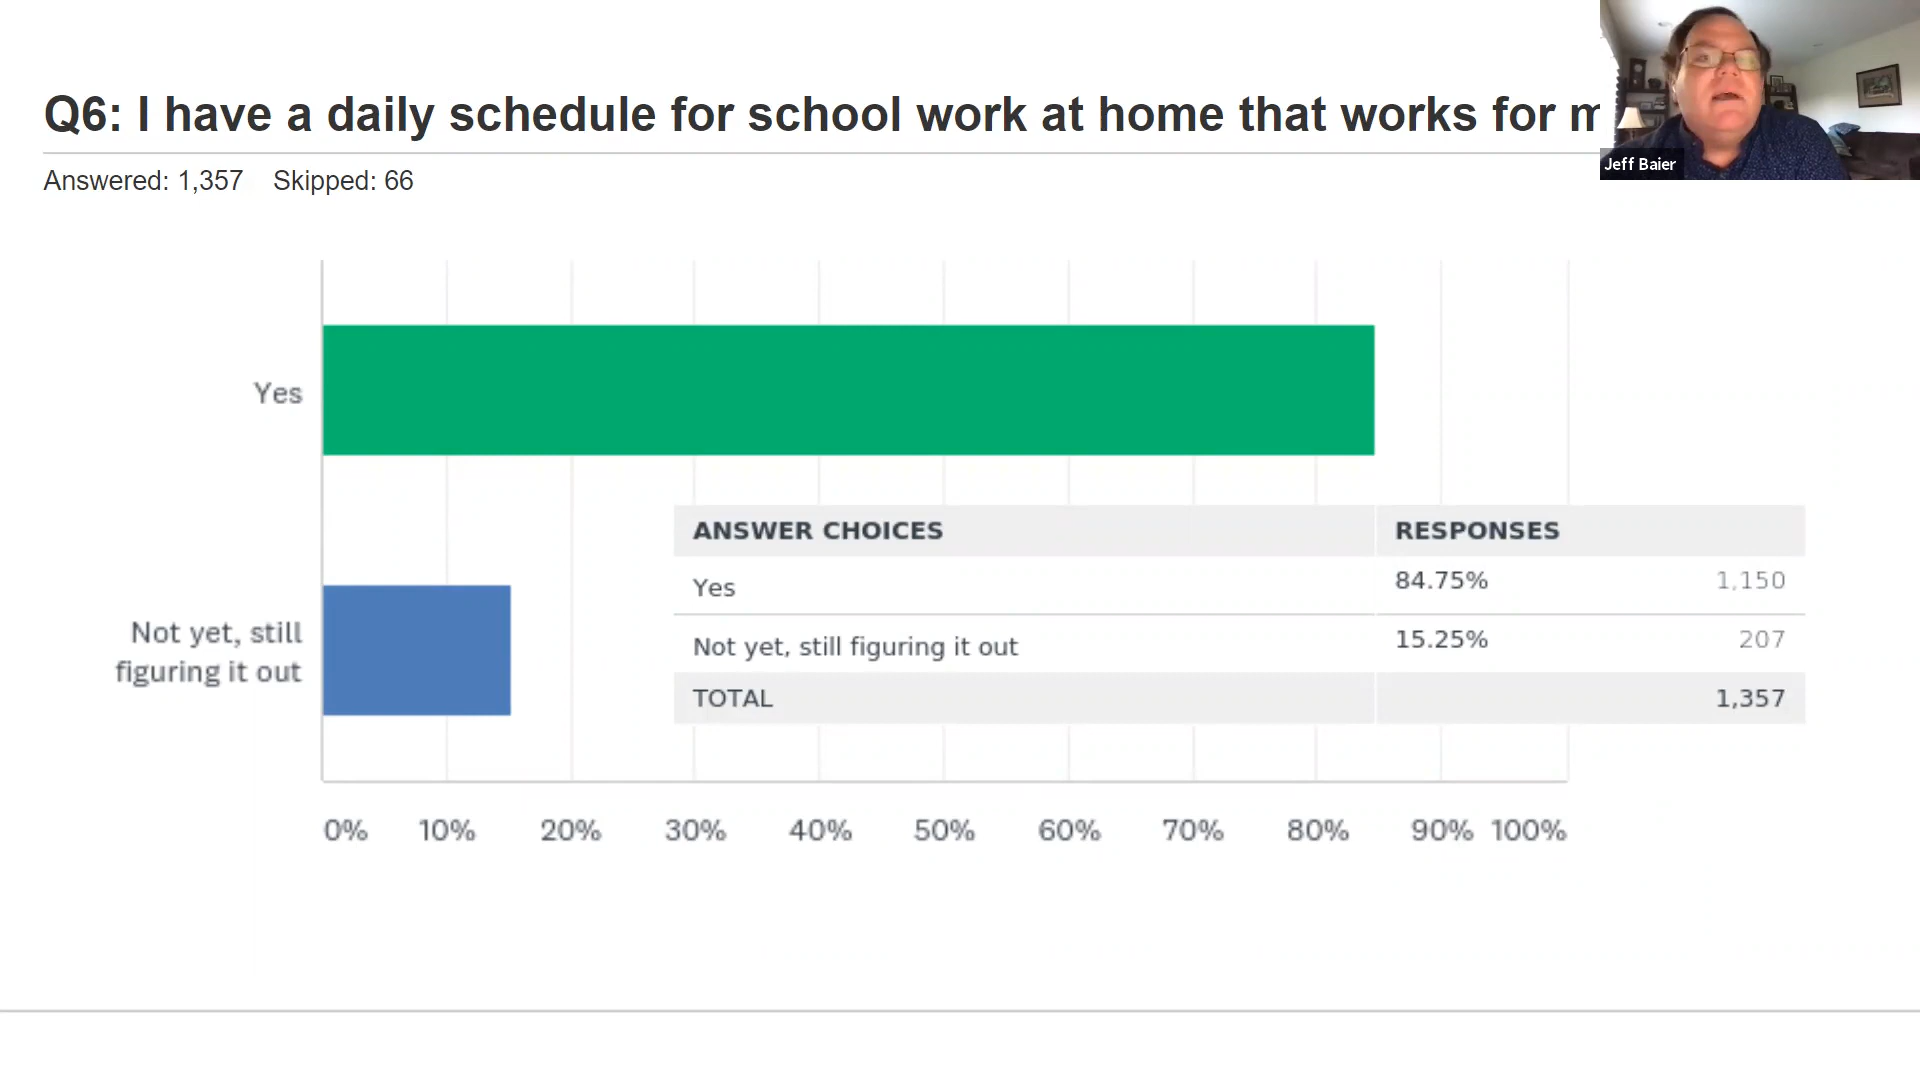 Q6: I have a daily schedule for school work at home that works for m
Jeff Baier
Answered: 1,357 Skipped: 66
Yes
ANSWER CHOICES RESPONSES
Yes 84.75% 1,150
Not yet, still figuring it out 15.25% 207
TOTAL 1,357
Not yet, still
figuring it out
0% 10% 20% 30% 40% 50% 60% 70% 80% 90% 100%